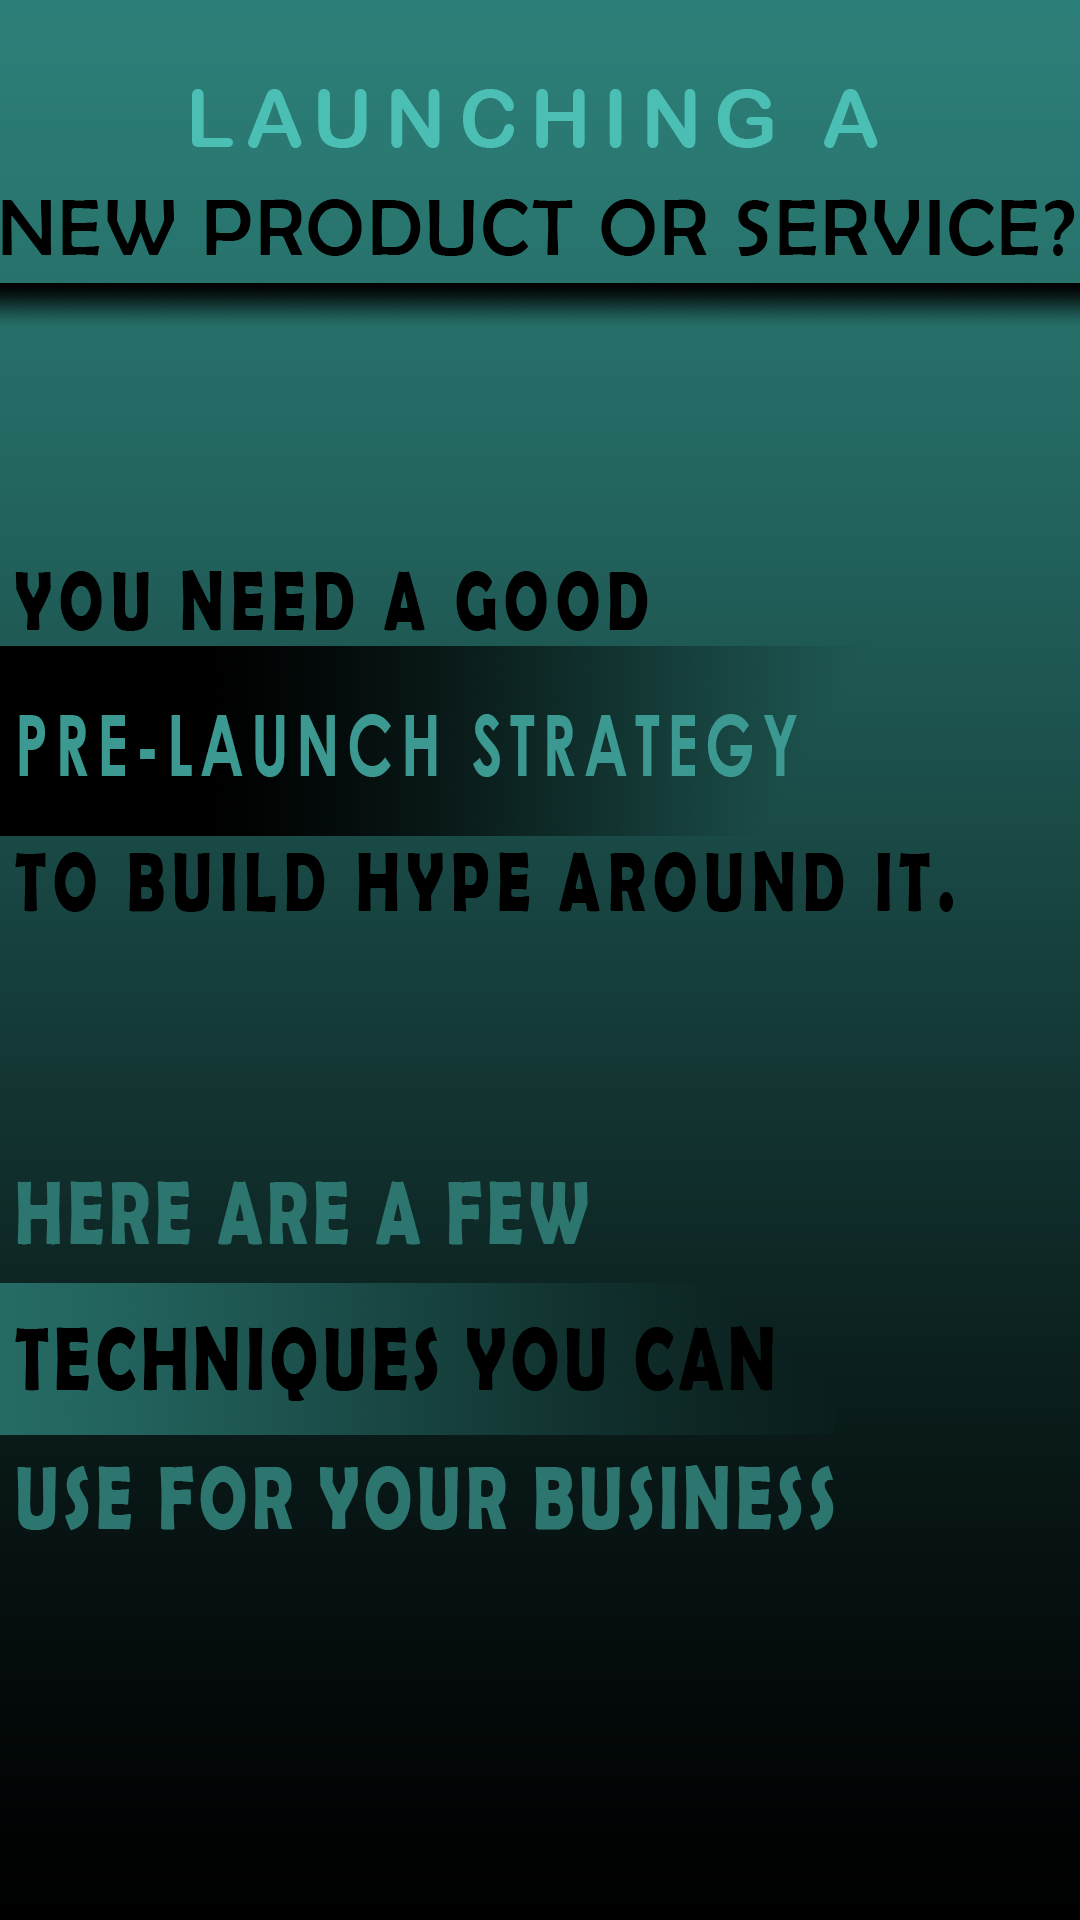 LAUNCHING A
NEW PRODUCT OR SERVICE?
YOU NEED A GOOD
PRE-LAUNCH STRATEGY
TO BUILD HYPE AROUND IT.
HERE ARE A FEW
TECHNIQUES YOU CAN
USE FOR YOUR BUSINESS